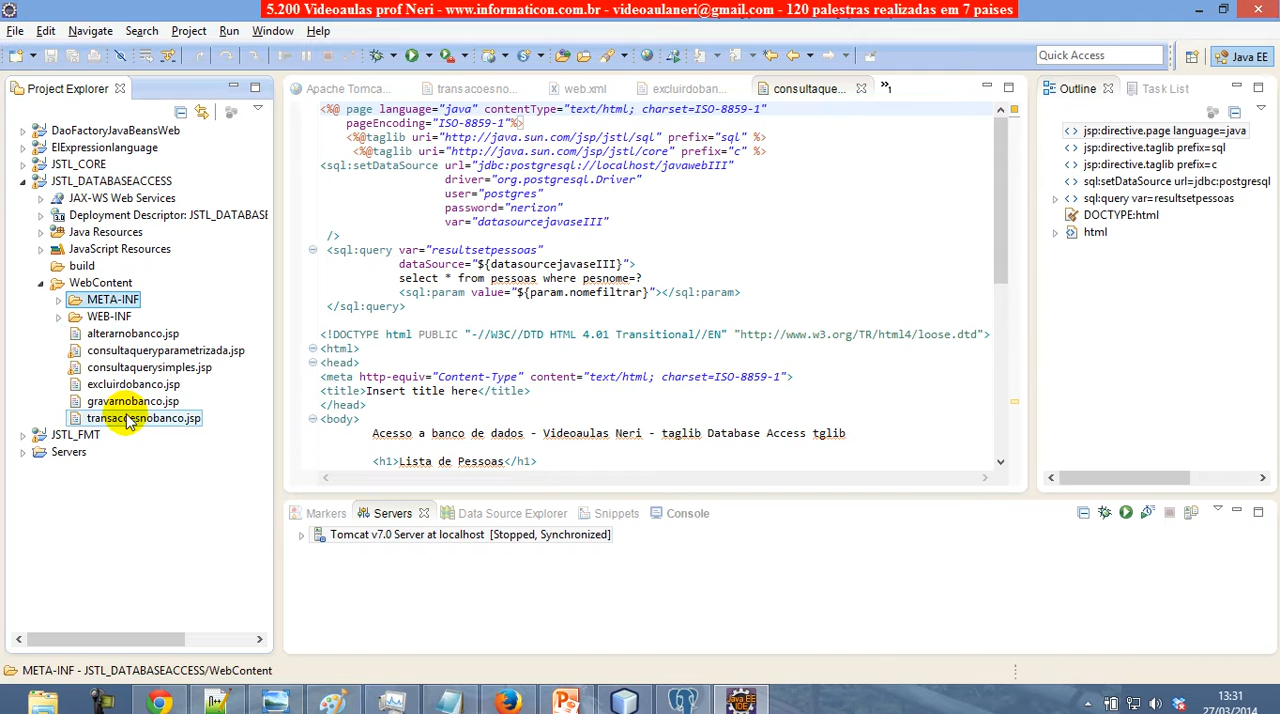 5.200 Videoaulas prof Neri - www.informaticon.com.br - videoaulaneri@gmail.com - 120 palestras realizadas em 7 paises
File Edit Navigate Search Project Run Window Help
Quick Access
Java EE
Project Explorer
DaoFactoryJavaBeansWeb
ElExpressionlanguage
JSTL_CORE
JSTL_DATABASEACCESS
JAX-WS Web Services
Deployment Descriptor: JSTL_DATABASE
Java Resources
JavaScript Resources
build
WebContent
META-INF
WEB-INF
alterarnobanco.jsp
consultaqueryparametrizada.jsp
consultaquerysimples.jsp
excluirdobanco.jsp
gravarnobanco.jsp
transacoesnobanco.jsp
JSTL_FMT
Servers
Apach/Tomca... transacoesno... web.xml excluirdoban... consultaque... »1
<%@ page language="java" contentType="text/html; charset=ISO-8859-1"
pageEncoding="ISO-8859-1"%>
<%@taglib uri="http://java.sun.com/jsp/jstl/sql" prefix="sql" %>
<%@taglib uri="http://java.sun.com/jsp/jstl/core" prefix="c" %>
<sql:setDataSource url="jdbc:postgresql://localhost/javawebIII"
driver="org.postgresql.Driver"
user="postgres"
password="nerizon"
var="datasourcejavaseIII"
/>
<sql:query var="resultsetpessoas"
dataSource="${datasourcejavaseIII}">
select * from pessoas where pesnome=?
<sql:param value="${param.nomefiltrar}"></sql:param>
</sql:query>
<!DOCTYPE html PUBLIC "-//W3C//DTD HTML 4.01 Transitional//EN" "http://www.w3.org/TR/html4/loose.dtd">
<html>
<head>
<meta http-equiv="Content-Type" content="text/html; charset=ISO-8859-1">
<title>Insert title here</title>
</head>
<body>
Acesso a banco de dados - Videoaulas Neri - taglib Database Access tglib
<h1>Lista de Pessoas</h1>
Outline Task List
jsp:directive.page language=java
jsp:directive.taglib prefix=sql
jsp:directive.taglib prefix=c
sql:setDataSource url=jdbc:postgresql
sql:query var=resultsetpessoas
DOCTYPE:html
html
Markers Servers Data Source Explorer Snippets Console
Tomcat v7.0 Server at localhost [Stopped, Synchronized]
META-INF - JSTL_DATABASEACCESS/WebContent
13:31
27/03/2014